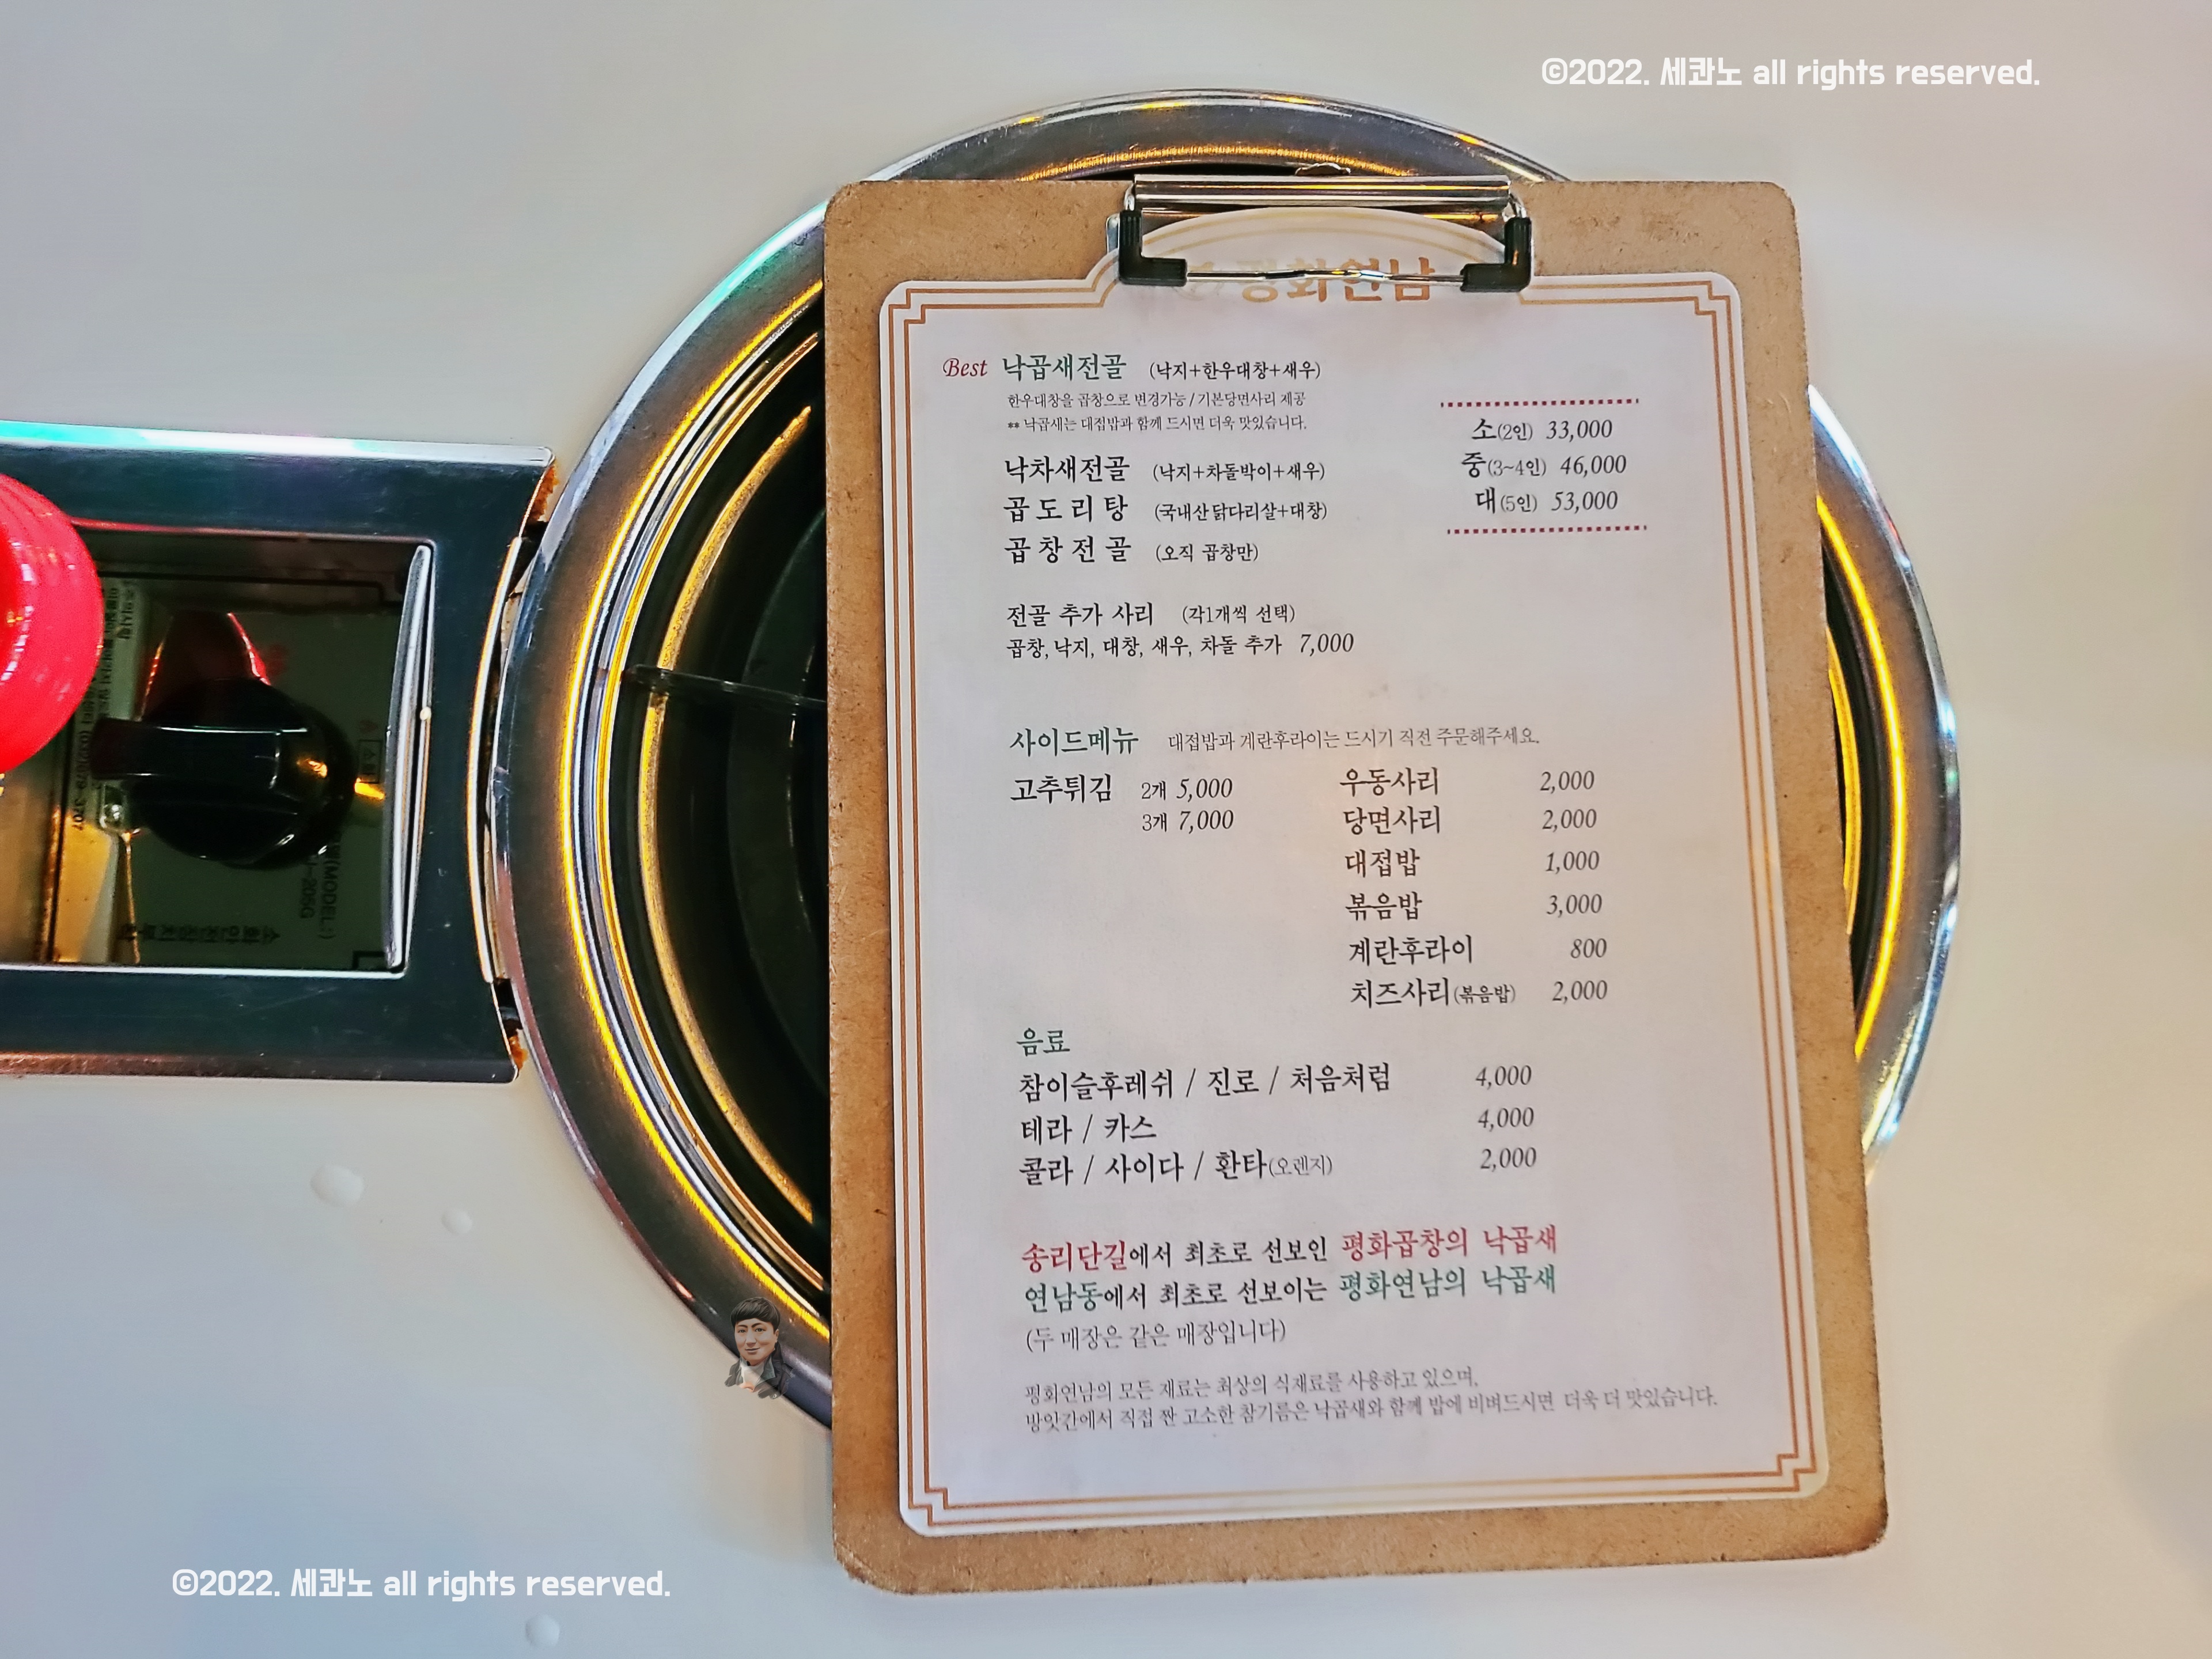 ©2022. 세콴노 all rights reserved.
평화연남
Best 낙곱새전골 (낙지+한우대창+새우)
한우대창을 곱창으로 변경가능 / 기본당면사리 제공
** 낙곱새는 대접밥과 함께 드시면 더욱 맛있습니다.
소(2인) 33,000
중(3~4인) 46,000
대(5인) 53,000
낙차새전골 (낙지+차돌박이+새우)
곱도리탕 (국내산닭다리살+대창)
곱창전골 (오직 곱창만)
전골 추가 사리 (각1개씩 선택)
곱창, 낙지, 대창, 새우, 차돌 추가 7,000
사이드메뉴 대접밥과 계란후라이는 드시기 직전 주문해주세요.
고추튀김 2개 5,000
3개 7,000
우동사리 2,000
당면사리 2,000
대접밥 1,000
볶음밥 3,000
계란후라이 800
치즈사리(볶음밥) 2,000
음료
참이슬후레쉬 / 진로 / 처음처럼 4,000
테라 / 카스 4,000
콜라 / 사이다 / 환타(오렌지) 2,000
송리단길에서 최초로 선보인 평화곱창의 낙곱새
연남동에서 최초로 선보이는 평화연남의 낙곱새
(두 매장은 같은 매장입니다)
평화연남의 모든 재료는 최상의 식재료를 사용하고 있으며,
방앗간에서 직접 짠 고소한 참기름은 낙곱새와 함께 밥에 비벼드시면 더욱 더 맛있습니다.
(MODEL:)
©2022. 세콴노 all rights reserved.